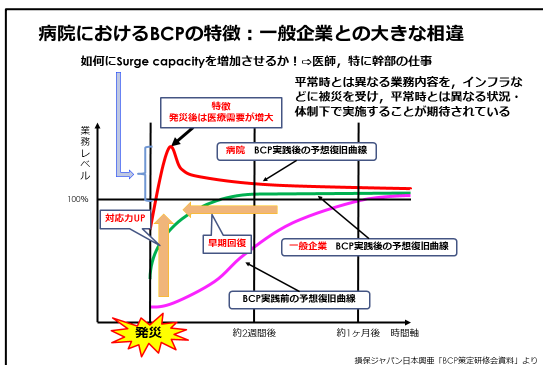 病院におけるBCPの特徴：一般企業との大きな相違
如何にSurge capacityを増加させるか！⇨医師，特に幹部の仕事
平常時とは異なる業務内容を，インフラな
どに被災を受け，平常時とは異なる状況・
体制下で実施することが期待されている
特徴
発災後は医療需要が増大
業務レベル
病院 BCP実践後の予想復旧曲線
100%
対応力UP
早期回復
一般企業 BCP実践後の予想復旧曲線
BCP実践前の予想復旧曲線
発災
約2週間後
約1ヶ月後
時間軸
損保ジャパン日本興亜「BCP策定研修会資料」より